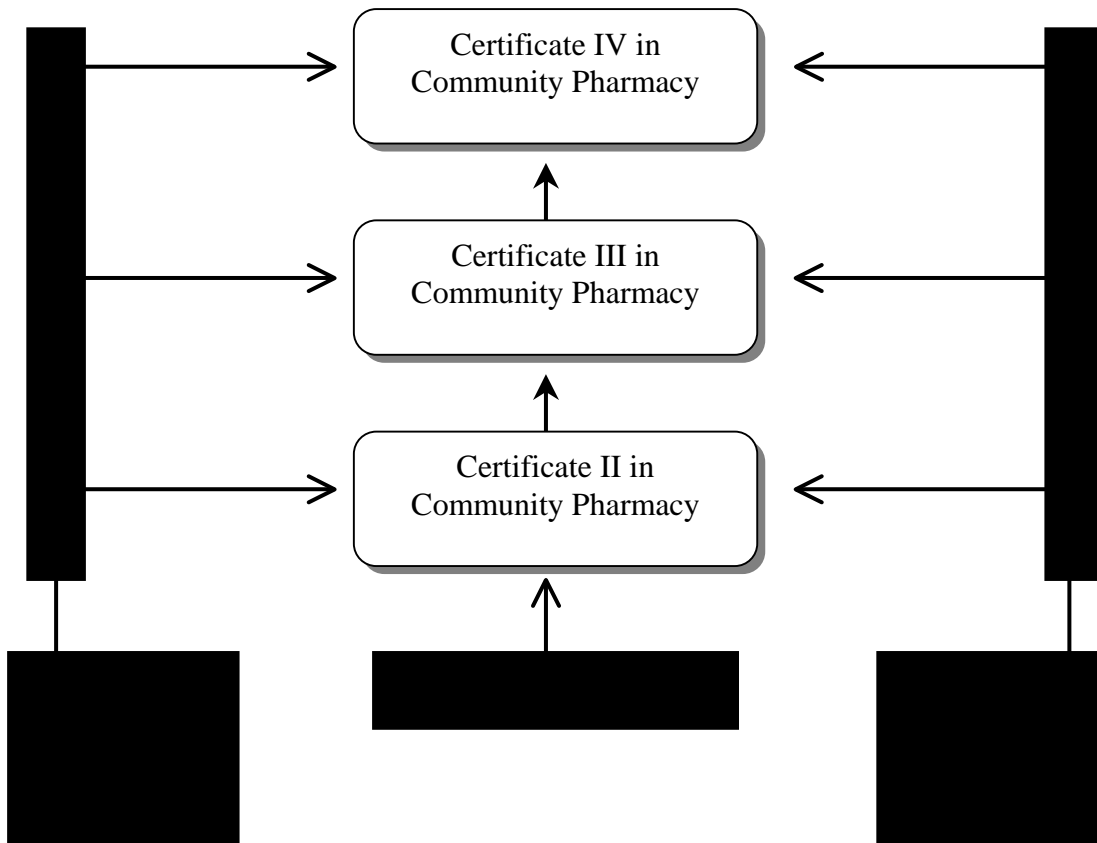 Certificate IV in
Community Pharmacy
Certificate III in
Community Pharmacy
Certificate II in
Community Pharmacy